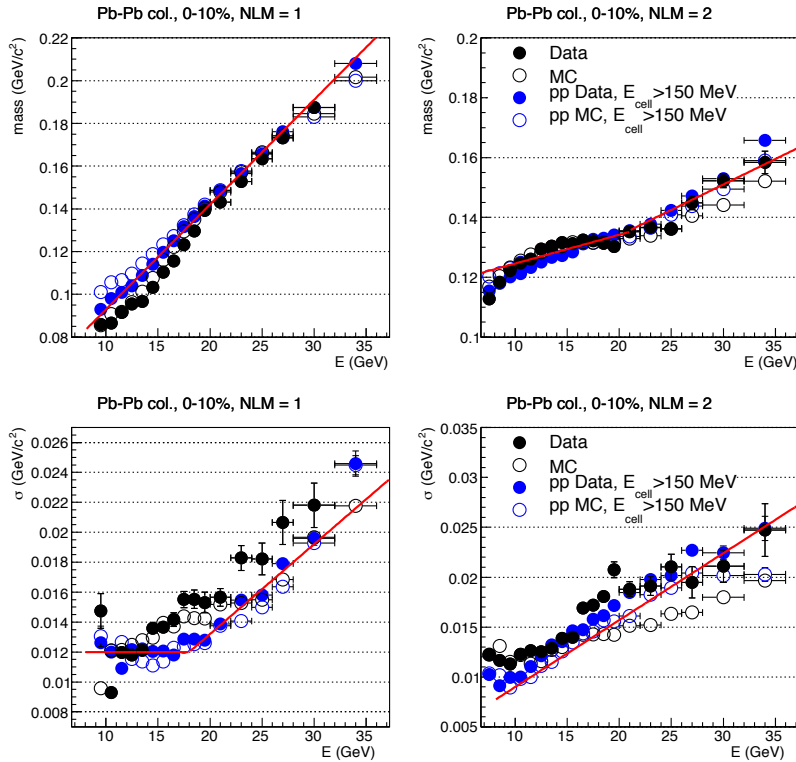 Pb-Pb col., 0-10%, NLM = 1
mass (GeV/c²)
0.22
0.2
0.18
0.16
0.14
0.12
0.1
0.08
10 15 20 25 30 35
E (GeV)
Pb-Pb col., 0-10%, NLM = 2
mass (GeV/c²)
0.2
0.18
0.16
0.14
0.12
0.1
Data
MC
pp Data, E_cell>150 MeV
pp MC, E_cell>150 MeV
10 15 20 25 30 35
E (GeV)
Pb-Pb col., 0-10%, NLM = 1
σ (GeV/c²)
0.026
0.024
0.022
0.02
0.018
0.016
0.014
0.012
0.01
0.008
10 15 20 25 30 35
E (GeV)
Pb-Pb col., 0-10%, NLM = 2
σ (GeV/c²)
0.035
0.03
0.025
0.02
0.015
0.01
0.005
Data
MC
pp Data, E_cell>150 MeV
pp MC, E_cell>150 MeV
10 15 20 25 30 35
E (GeV)